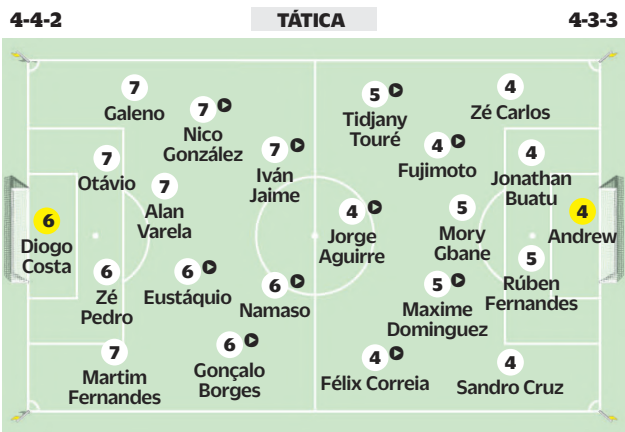 4-4-2
TÁTICA
4-3-3
7
Galeno
7
Nico
González
7
Iván
Jaime
7
Otávio
7
Alan
Varela
6
Diogo
Costa
6
Zé
Pedro
6
Eustáquio
6
Namaso
7
Martim
Fernandes
6
Gonçalo
Borges
5
Tidjany
Touré
4
Zé Carlos
4
Fujimoto
4
Jonathan
Buatu
4
Jorge
Aguirre
5
Mory
Gbane
4
Andrew
5
Maxime
Dominguez
5
Rúben
Fernandes
4
Félix Correia
4
Sandro Cruz